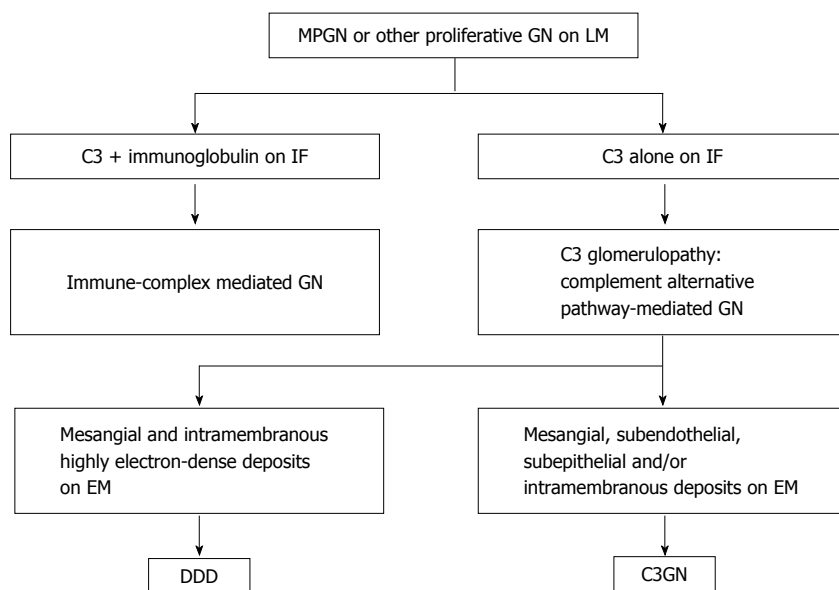 MPGN or other proliferative GN on LM
C3 + immunoglobulin on IF
C3 alone on IF
Immune-complex mediated GN
C3 glomerulopathy:
complement alternative
pathway-mediated GN
Mesangial and intramembranous
highly electron-dense deposits
on EM
Mesangial, subendothelial,
subepithelial and/or
intramembranous deposits on EM
DDD
C3GN